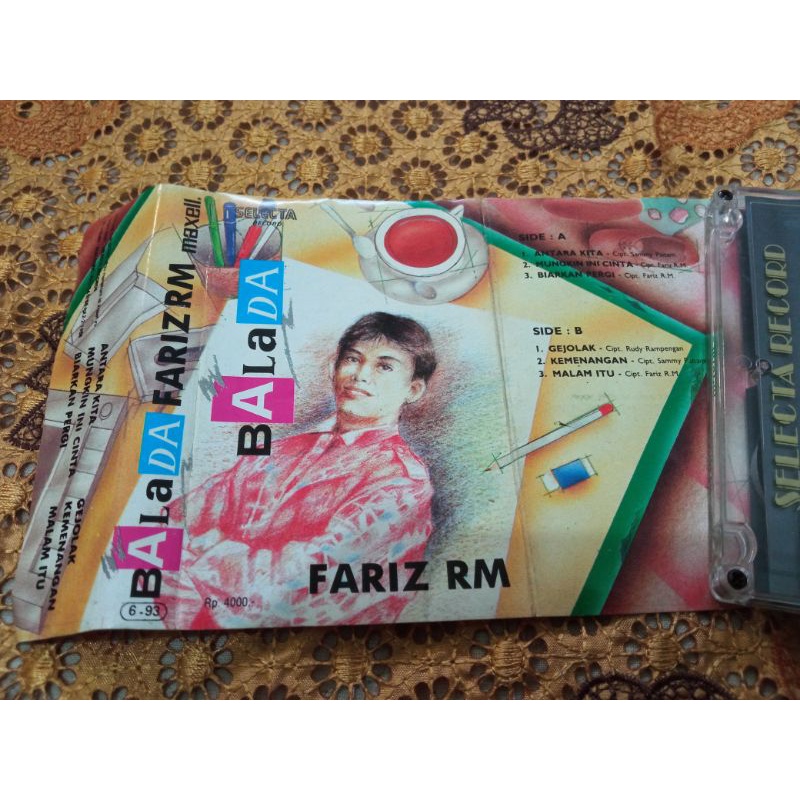 ANTARA KITA
MUNGKIN INI CINTA
BIARKAN PERGI
GEJOLAK
KEMENANGAN
MALAM ITU
BALaDA FARIZ RM maxell.
6-93
SELECTA
RECORD
BALaDA
Rp. 4000,-
FARIZ RM
SIDE : A
1. ANTARA KITA - Cipt. Sammy
2. MUNGKIN INI CINTA - Cipt. Fariz R.M.
3. BIARKAN PERGI - Cipt. Fariz R.M.
SIDE : B
1. GEJOLAK - Cipt. Rudy Rampengan
2. KEMENANGAN - Cipt. Sammy
3. MALAM ITU - Cipt. Fariz R.M.
SELECTA RECORD